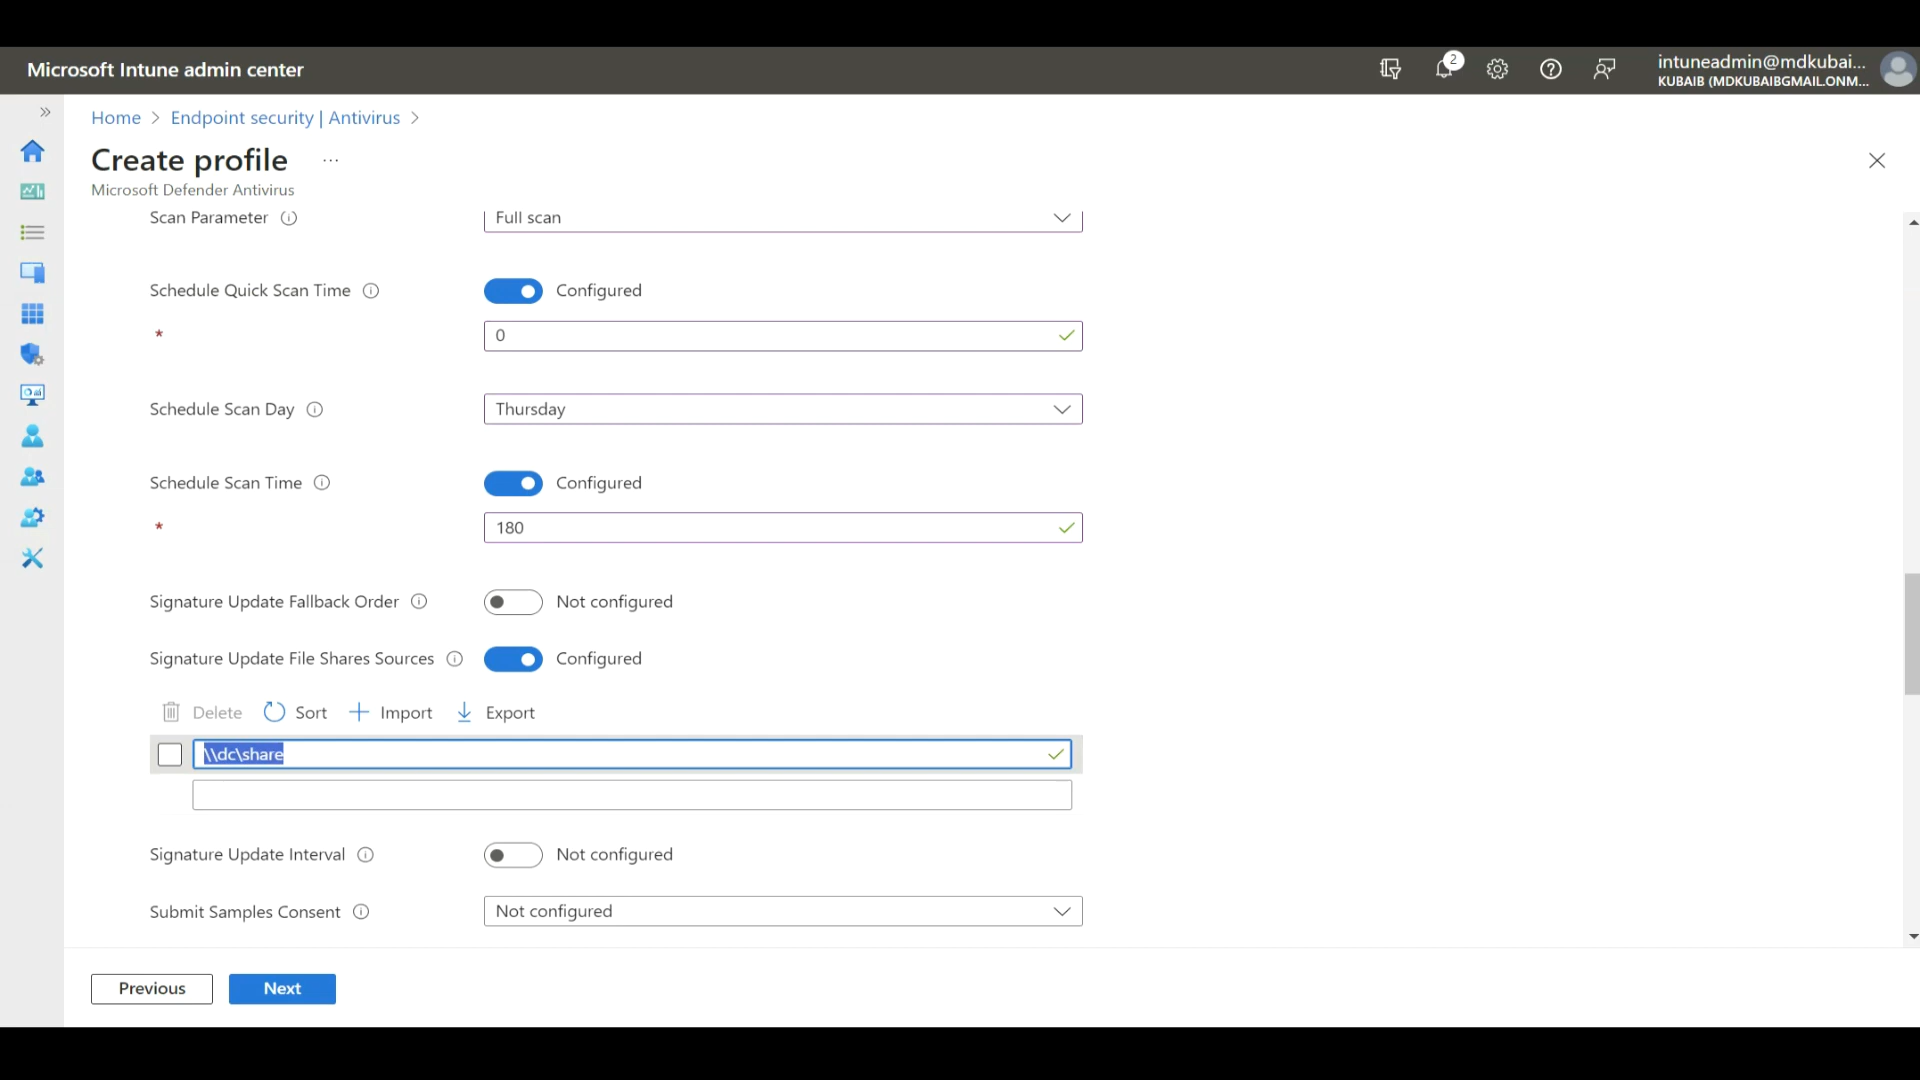 Microsoft Intune admin center
2
intuneadmin@mdkubai...
KUBAIB (MDKUBAIBGMAIL.ONM...
Home > Endpoint security | Antivirus >
Create profile ...
Microsoft Defender Antivirus
Scan Parameter Full scan
Schedule Quick Scan Time Configured
* 0
Schedule Scan Day Thursday
Schedule Scan Time Configured
* 180
Signature Update Fallback Order Not configured
Signature Update File Shares Sources Configured
Delete Sort Import Export
\\dc\share
Signature Update Interval Not configured
Submit Samples Consent Not configured
Previous Next